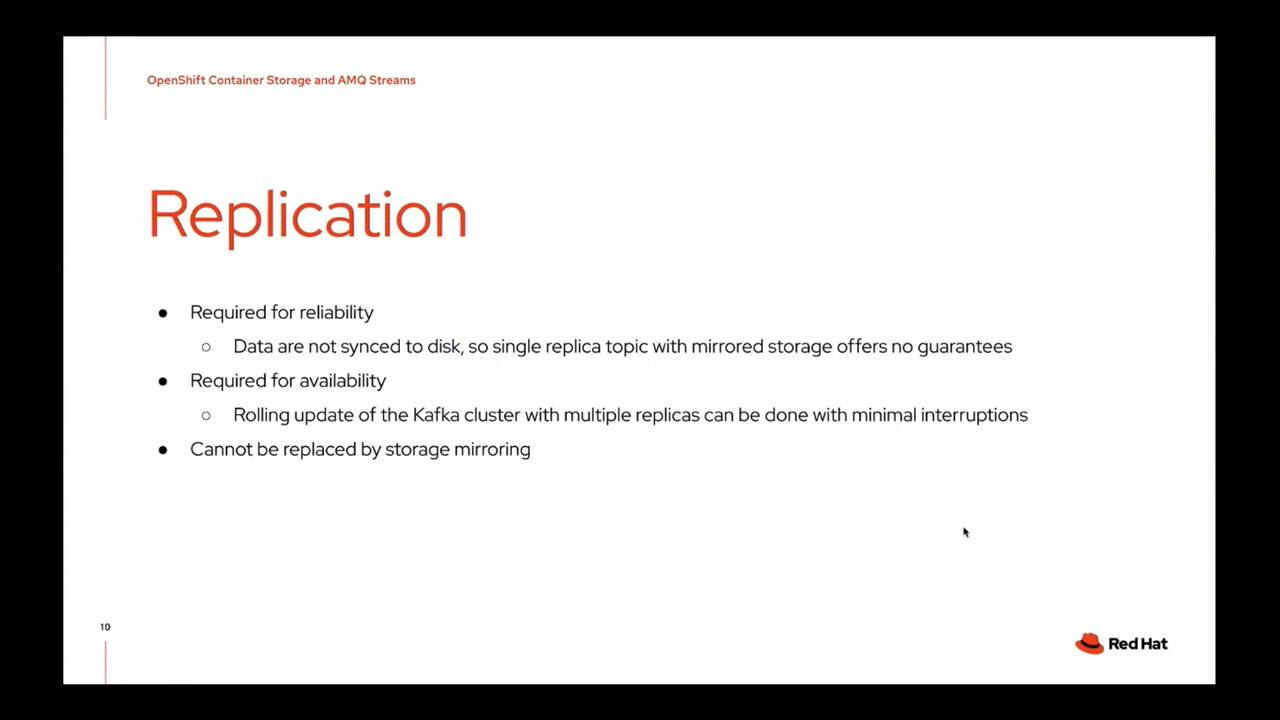 OpenShift Container Storage and AMQ Streams
Replication
● Required for reliability
○ Data are not synced to disk, so single replica topic with mirrored storage offers no guarantees
● Required for availability
○ Rolling update of the Kafka cluster with multiple replicas can be done with minimal interruptions
● Cannot be replaced by storage mirroring
10
Red Hat